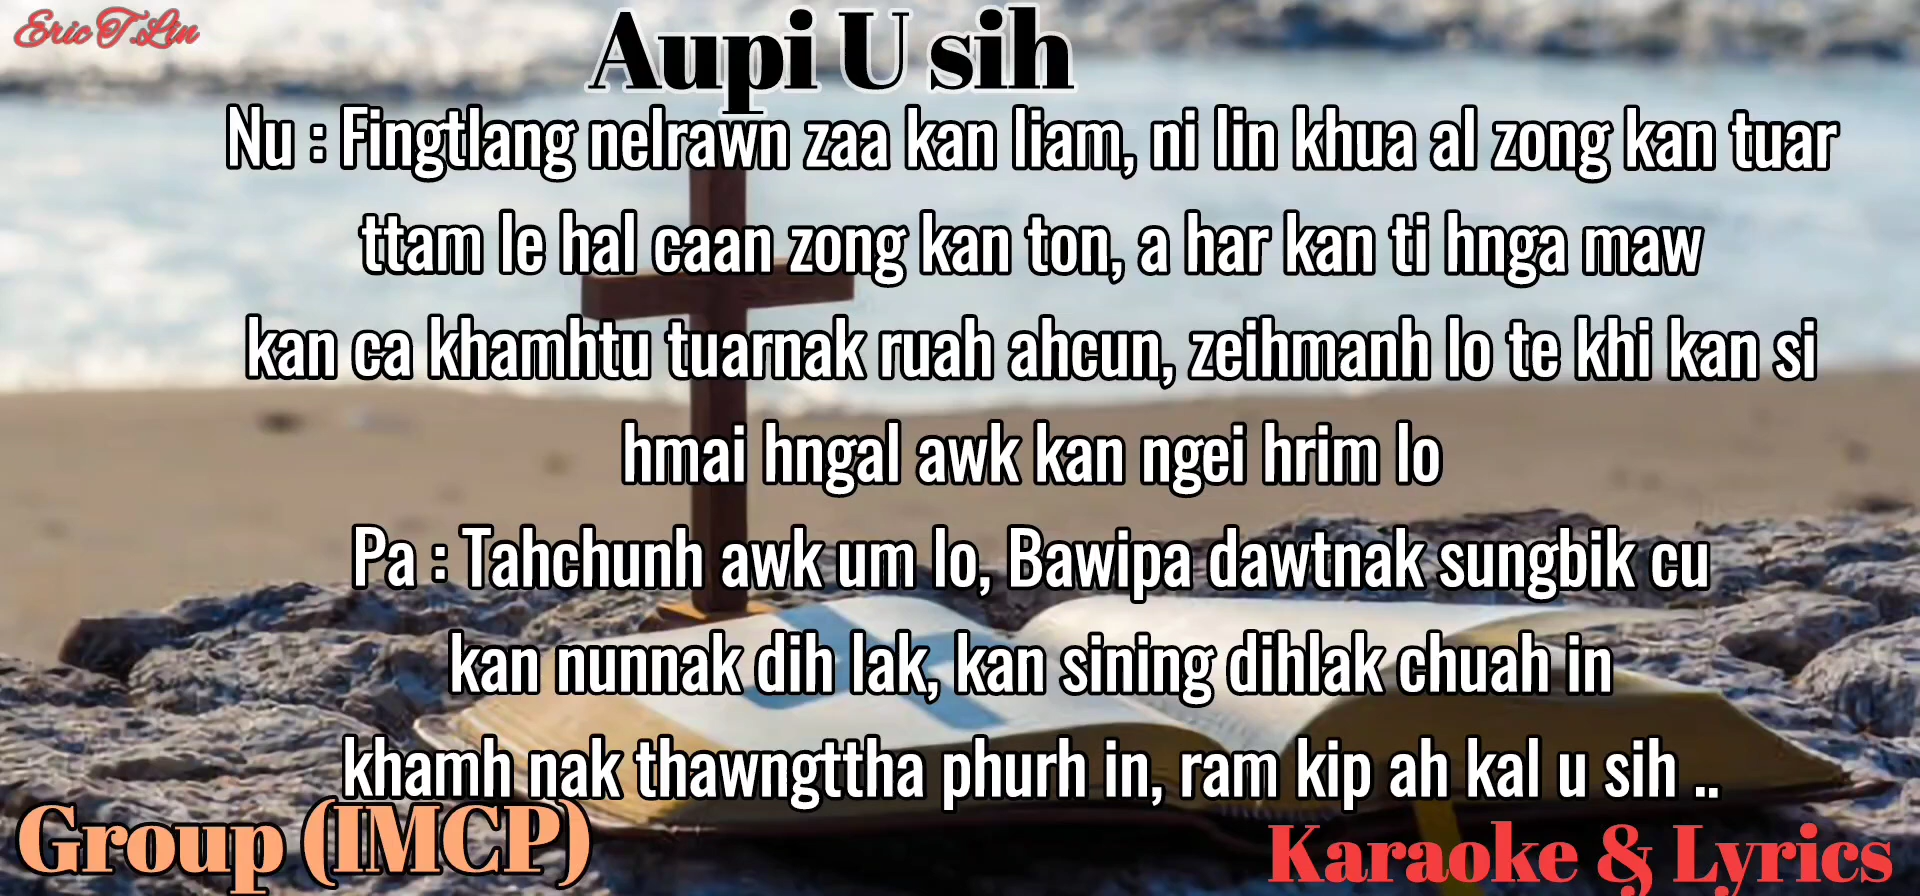 Eric T.Lin
Aupi U sih
Nu : Fingtlang nelrawn zaa kan liam, ni lin khua al zong kan tuar
ttam le hal caan zong kan ton, a har kan ti hnga maw
kan ca khamhtu tuarnak ruah ahcun, zeihmanh lo te khi kan si
hmai hngal awk kan ngei hrim lo
Pa : Tahchunh awk um lo, Bawipa dawtnak sungbik cu
kan nunnak dih lak, kan sining dihlak chuah in
khamh nak thawngttha phurh in, ram kip ah kal u sih ..
Group (IMCP)
Karaoke & Lyrics